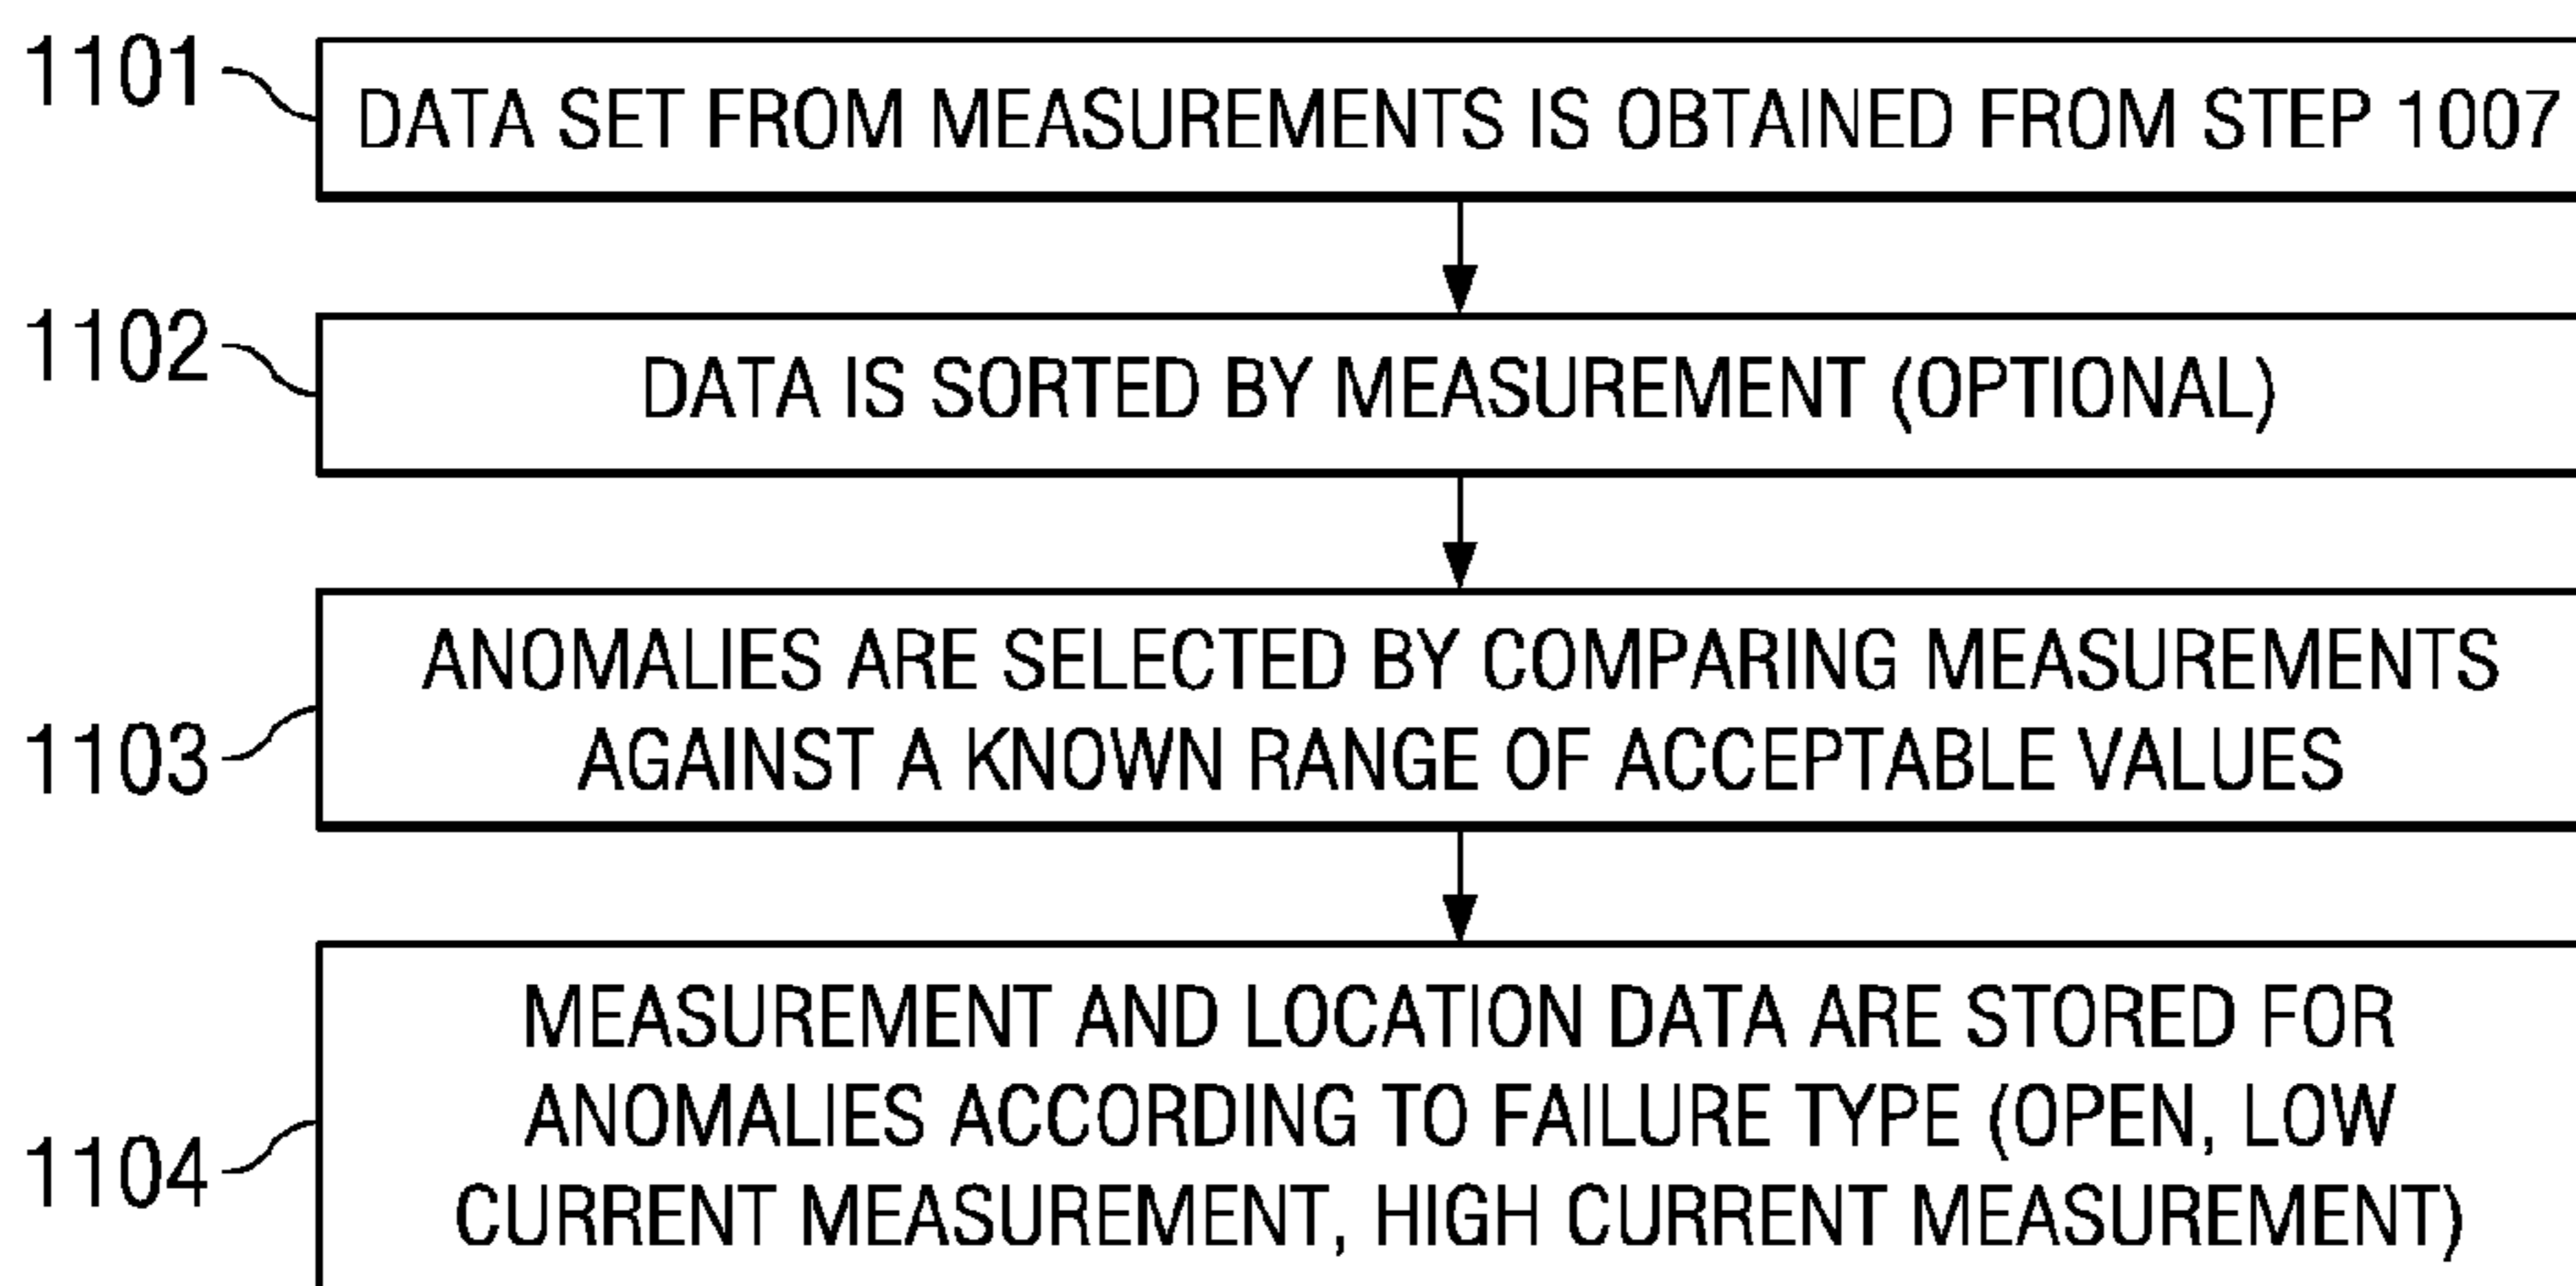 1101
DATA SET FROM MEASUREMENTS IS OBTAINED FROM STEP 1007
1102
DATA IS SORTED BY MEASUREMENT (OPTIONAL)
1103
ANOMALIES ARE SELECTED BY COMPARING MEASUREMENTS
AGAINST A KNOWN RANGE OF ACCEPTABLE VALUES
1104
MEASUREMENT AND LOCATION DATA ARE STORED FOR
ANOMALIES ACCORDING TO FAILURE TYPE (OPEN, LOW
CURRENT MEASUREMENT, HIGH CURRENT MEASUREMENT)